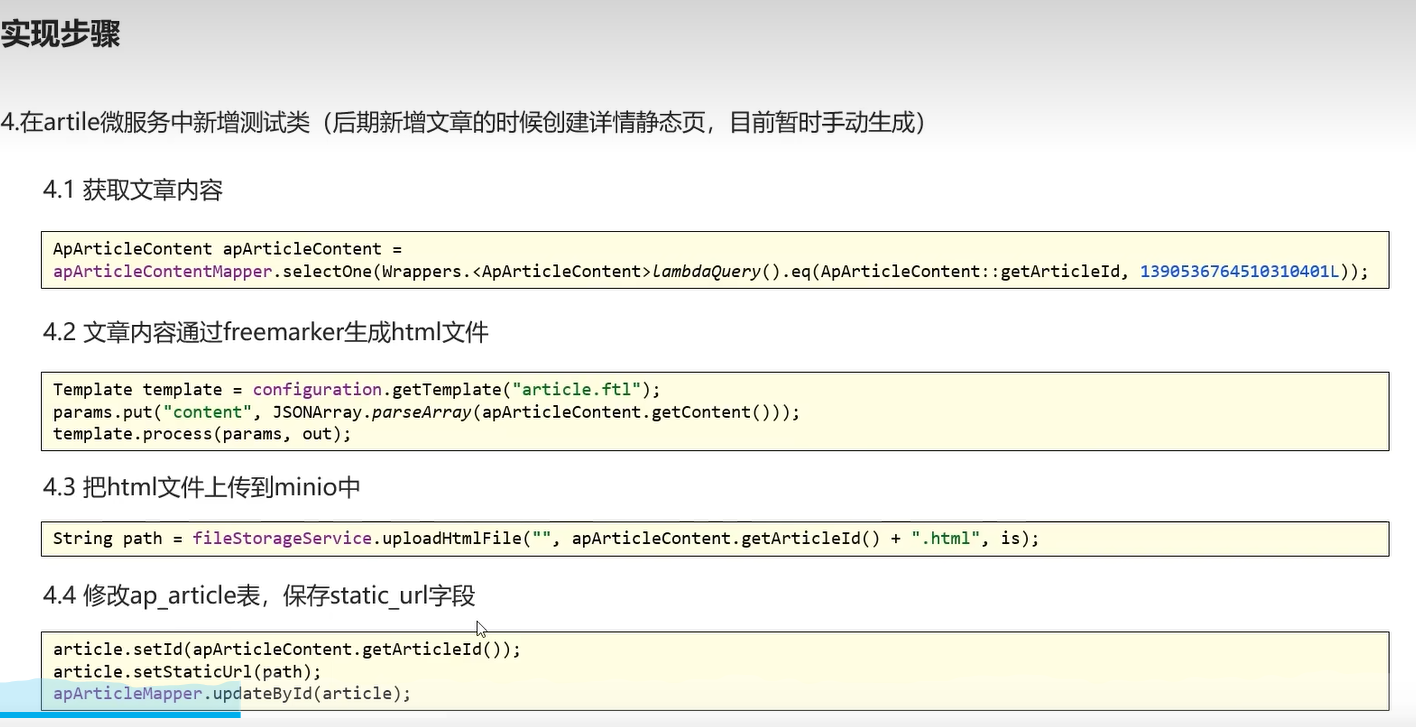 实现步骤
4.在artile微服务中新增测试类（后期新增文章的时候创建详情静态页，目前暂时手动生成）
4.1 获取文章内容
ApArticleContent apArticleContent =
apArticleContentMapper.selectOne(Wrappers.<ApArticleContent>lambdaQuery().eq(ApArticleContent::getArticleId, 1390536764510310401L));
4.2 文章内容通过freemarker生成html文件
Template template = configuration.getTemplate("article.ftl");
params.put("content", JSONArray.parseArray(apArticleContent.getContent()));
template.process(params, out);
4.3 把html文件上传到minio中
String path = fileStorageService.uploadHtmlFile("", apArticleContent.getArticleId() + ".html", is);
4.4 修改ap_article表，保存static_url字段
article.setId(apArticleContent.getArticleId());
article.setStaticUrl(path);
apArticleMapper.updateById(article);